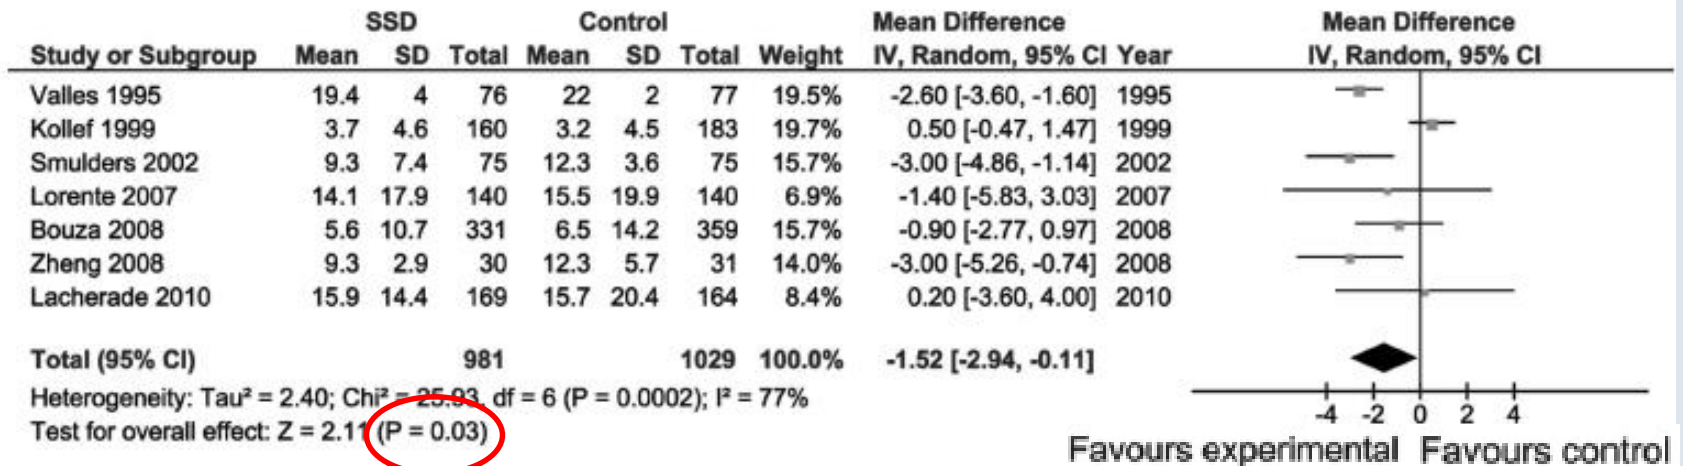 SSD Control Mean Difference Mean Difference
Study or Subgroup Mean SD Total Mean SD Total Weight IV, Random, 95% CI Year IV, Random, 95% CI
Valles 1995 19.4 4 76 22 2 77 19.5% -2.60 [-3.60, -1.60] 1995
Kollef 1999 3.7 4.6 160 3.2 4.5 183 19.7% 0.50 [-0.47, 1.47] 1999
Smulders 2002 9.3 7.4 75 12.3 3.6 75 15.7% -3.00 [-4.86, -1.14] 2002
Lorente 2007 14.1 17.9 140 15.5 19.9 140 6.9% -1.40 [-5.83, 3.03] 2007
Bouza 2008 5.6 10.7 331 6.5 14.2 359 15.7% -0.90 [-2.77, 0.97] 2008
Zheng 2008 9.3 2.9 30 12.3 5.7 31 14.0% -3.00 [-5.26, -0.74] 2008
Lacherade 2010 15.9 14.4 169 15.7 20.4 164 8.4% 0.20 [-3.60, 4.00] 2010
Total (95% CI) 981 1029 100.0% -1.52 [-2.94, -0.11]
Heterogeneity: Tau² = 2.40; Chi² = 25.93, df = 6 (P = 0.0002); I² = 77%
Test for overall effect: Z = 2.11 (P = 0.03)
-4 -2 0 2 4
Favours experimental Favours control